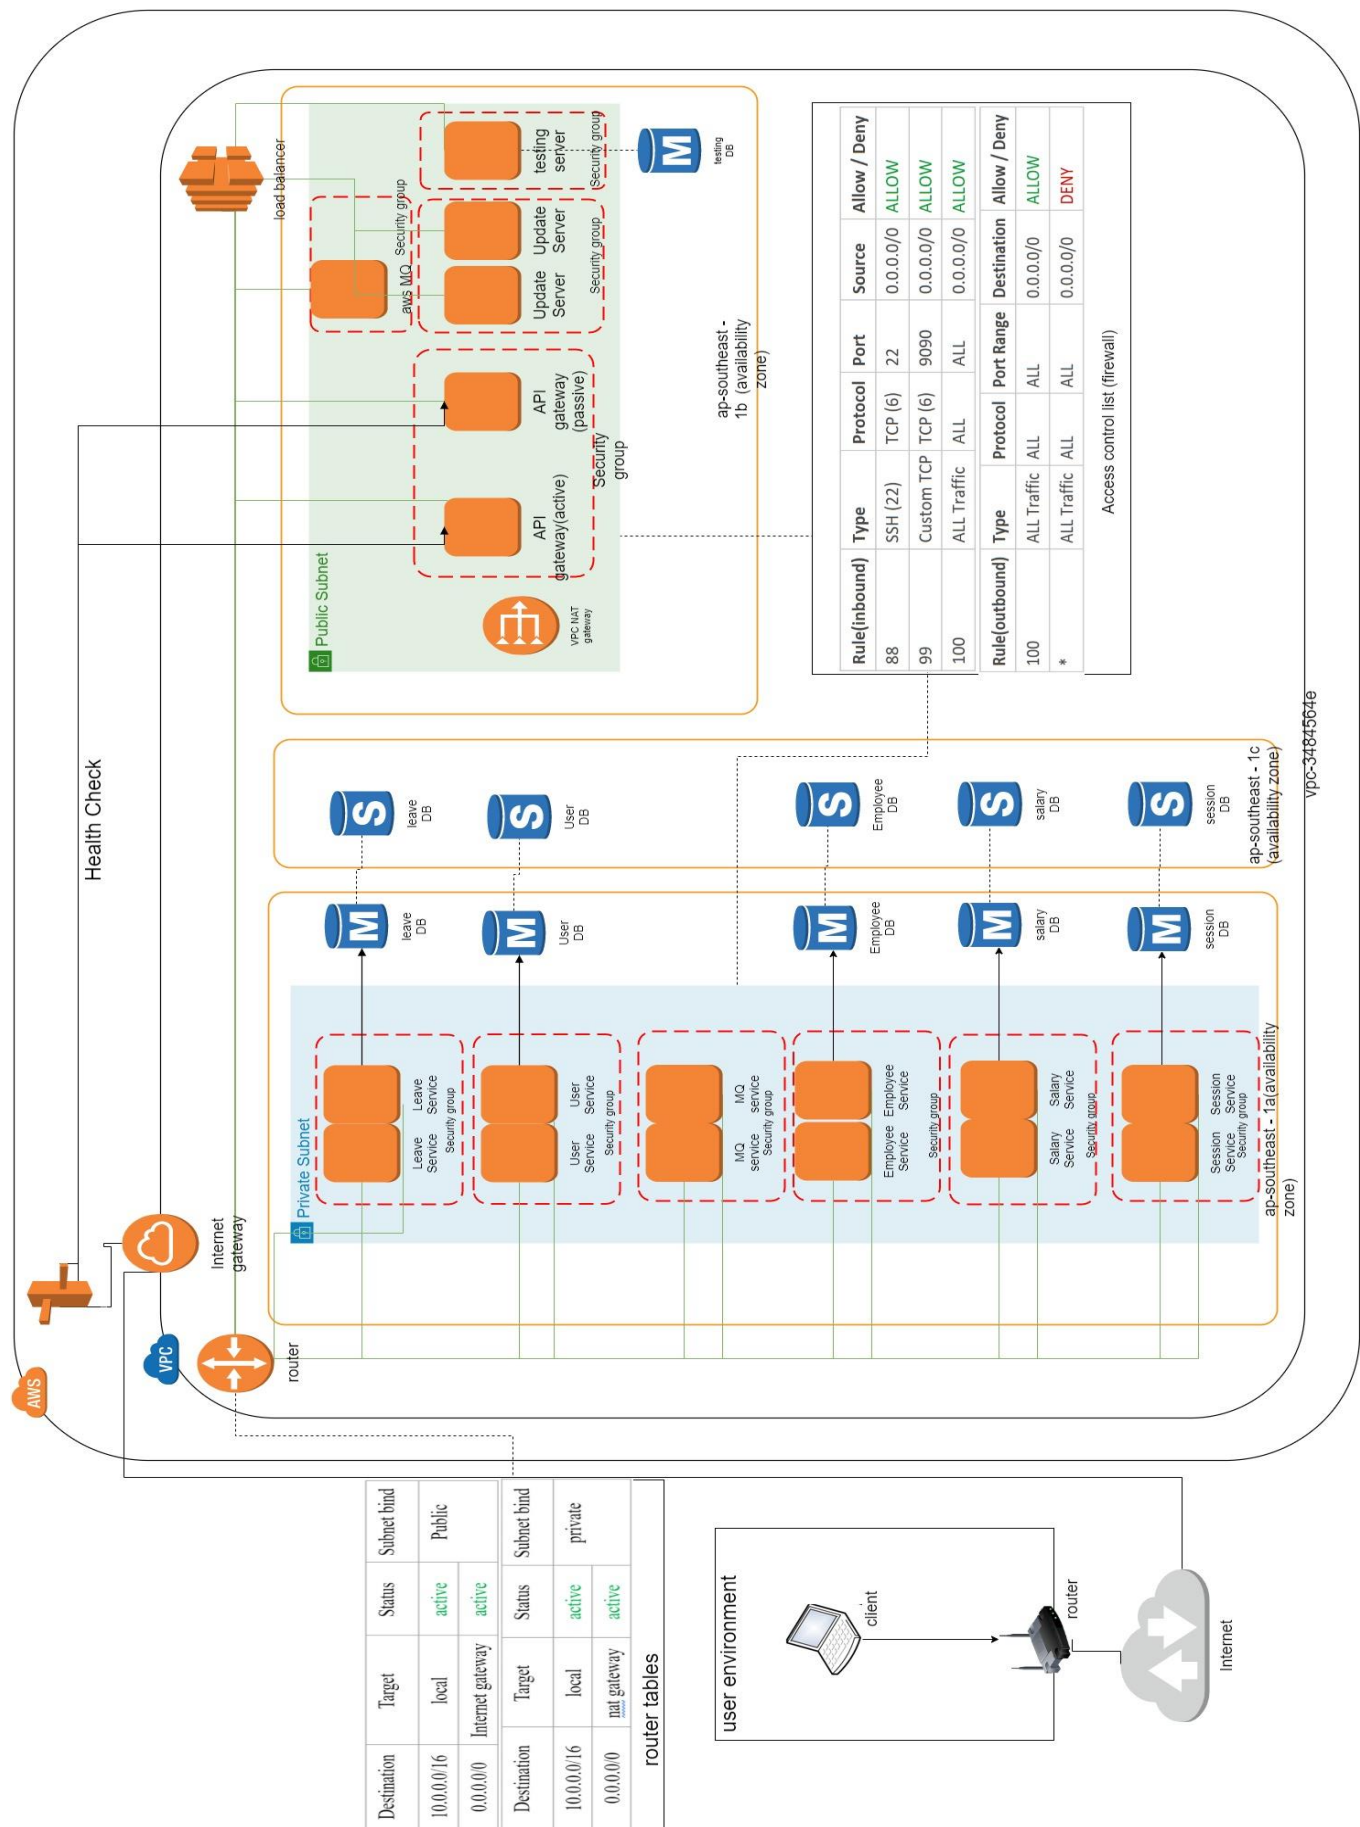 AWS
VPC
Health Check
Internet
gateway
router
load balancer
Private Subnet
Leave
Service
Leave
Service
Security group
User
Service
User
Service
Security group
MQ
service
MQ
service
Security group
Employee
Service
Employee
Service
Security group
Salary
Service
Salary
Service
Security group
Session
Service
Session
Service
Security group
ap-southeast - 1a(availability
zone)
M
leave
DB
M
User
DB
M
Employee
DB
M
salary
DB
M
session
DB
S
leave
DB
S
User
DB
S
Employee
DB
S
salary
DB
S
session
DB
ap-southeast - 1c
(availability zone)
Public Subnet
VPC NAT
gateway
API
gateway(active)
API
gateway
(passive)
Security
group
aws MQ
Security group
Update
Server
Update
Server
Security group
testing
server
Security group
M
testing
DB
ap-southeast -
1b (availability
zone)
Rule(inbound) Type Protocol Port Source Allow / Deny
88 SSH (22) TCP (6) 22 0.0.0.0/0 ALLOW
99 Custom TCP TCP (6) 9090 0.0.0.0/0 ALLOW
100 ALL Traffic ALL ALL 0.0.0.0/0 ALLOW
Rule(outbound) Type Protocol Port Range Destination Allow / Deny
100 ALL Traffic ALL ALL 0.0.0.0/0 ALLOW
* ALL Traffic ALL ALL 0.0.0.0/0 DENY
Access control list (firewall)
vpc-3484564e
Destination Target Status Subnet bind
10.0.0.0/16 local active Public
0.0.0.0/0 Internet gateway active
Destination Target Status Subnet bind
10.0.0.0/16 local active private
0.0.0.0/0 nat gateway active
router tables
user environment
client
router
Internet